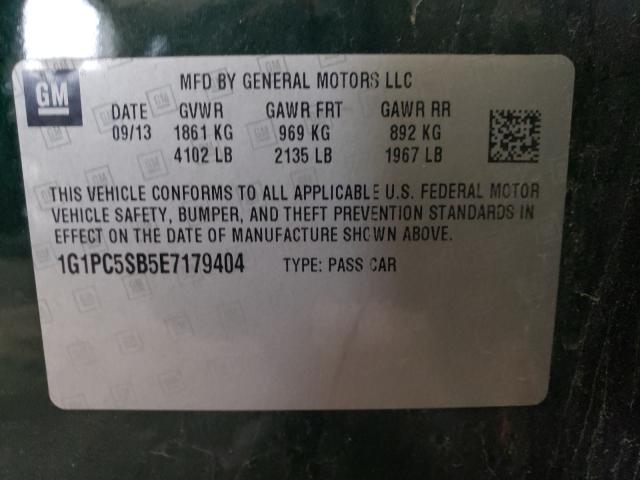 GM
MFD BY GENERAL MOTORS LLC
DATE GVWR GAWR FRT GAWR RR
09/13 1861 KG 969 KG 892 KG
4102 LB 2135 LB 1967 LB
THIS VEHICLE CONFORMS TO ALL APPLICABLE U.S. FEDERAL MOTOR
VEHICLE SAFETY, BUMPER, AND THEFT PREVENTION STANDARDS IN
EFFECT ON THE DATE OF MANUFACTURE SHOWN ABOVE.
1G1PC5SB5E7179404 TYPE: PASS CAR